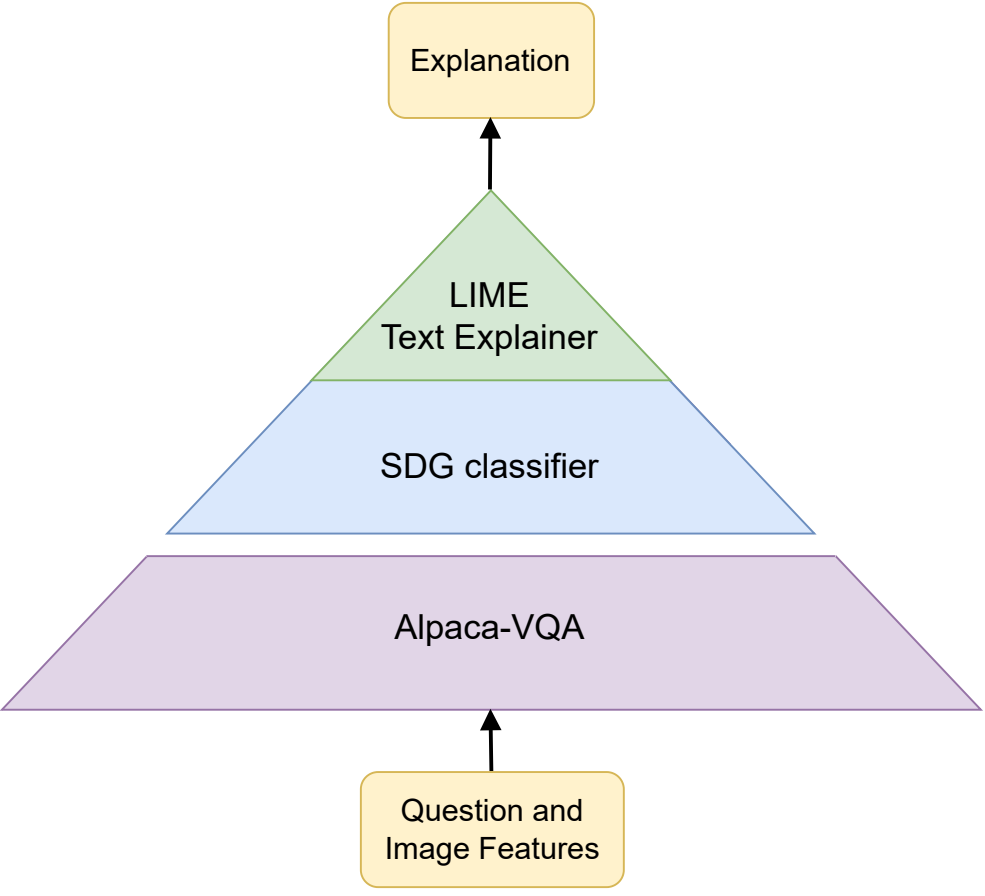 Explanation
LIME
Text Explainer
SDG classifier
Alpaca-VQA
Question and
Image Features